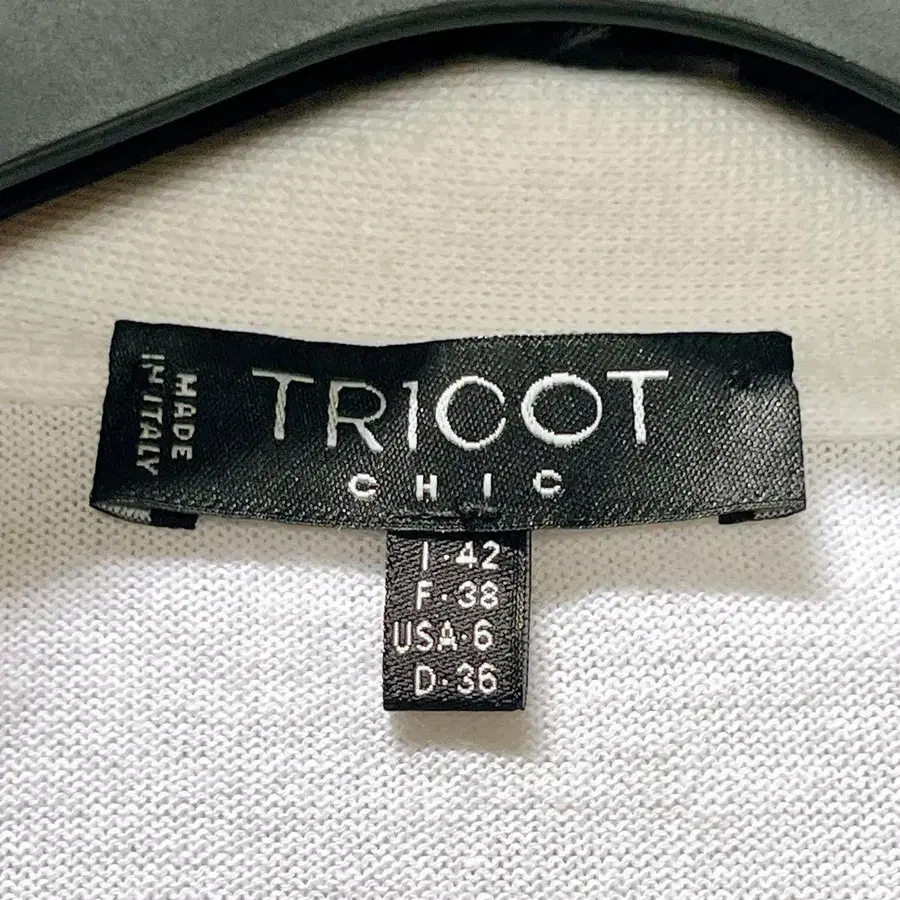 MADE
IN ITALY
TRICOT
CHIC
I·42
F·38
USA·6
D·36